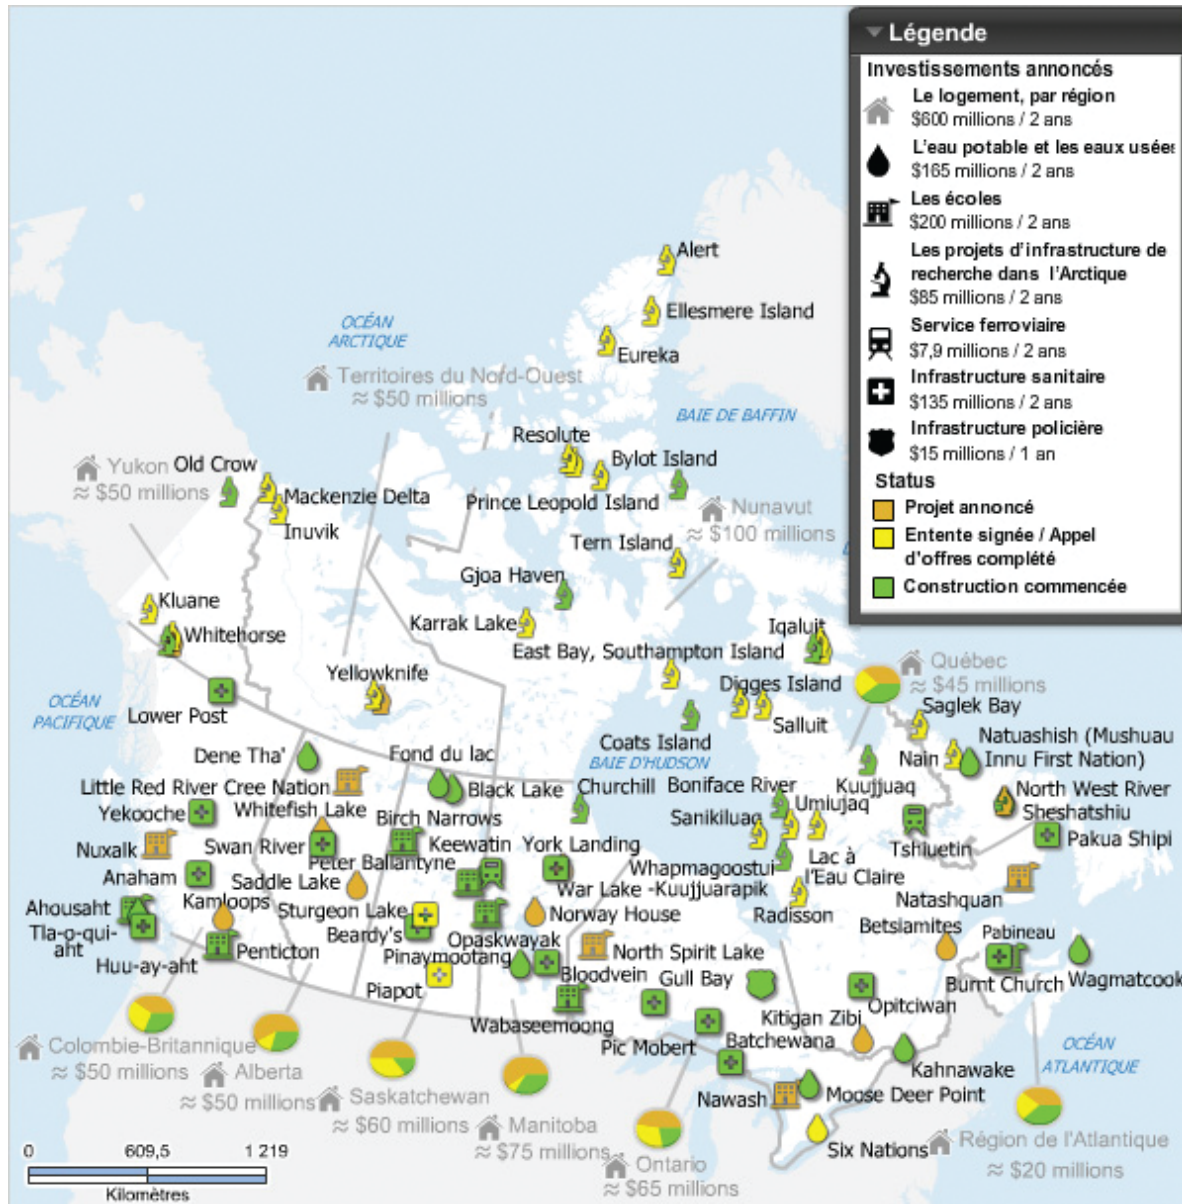 Légende
Investissements annoncés
Le logement, par région
$600 millions / 2 ans
L'eau potable et les eaux usées
$165 millions / 2 ans
Les écoles
$200 millions / 2 ans
Les projets d'infrastructure de
recherche dans l'Arctique
$85 millions / 2 ans
Service ferroviaire
$7,9 millions / 2 ans
Infrastructure sanitaire
$135 millions / 2 ans
Infrastructure policière
$15 millions / 1 an
Status
Projet annoncé
Entente signée / Appel
d'offres complété
Construction commencée
Alert
Ellesmere Island
Eureka
OCÉAN
ARCTIQUE
Territoires du Nord-Ouest
≈ $50 millions
BAIE DE BAFFIN
Resolute
Bylot Island
Prince Leopold Island
Yukon
≈ $50 millions
Old Crow
Mackenzie Delta
Inuvik
Nunavut
≈ $100 millions
Tern Island
Gjoa Haven
Kluane
Whitehorse
Karrak Lake
East Bay, Southampton Island
Iqaluit
Yellowknife
Digges Island
Québec
≈ $45 millions
OCÉAN
PACIFIQUE
Lower Post
Salluit
Saglek Bay
Coats Island
BAIE D'HUDSON
Nain
Natuashish (Mushuau
Innu First Nation)
Dene Tha'
Fond du lac
Black Lake
Churchill
Boniface River
Kuujjuaq
Little Red River Cree Nation
Whitefish Lake
Birch Narrows
Umiujaq
North West River
Sheshatshiu
Yekooche
Swan River
Keewatin
York Landing
Sanikiluaq
Tshiuetin
Pakua Shipi
Nuxalk
Peter Ballantyne
Whapmagoostui
War Lake -Kuujjuarapik
Lac à
l'Eau Claire
Anaham
Saddle Lake
Natashquan
Ahousaht
Kamloops
Sturgeon Lake
Norway House
Radisson
Betsiamites
Tla-o-qui-
aht
Beardy's
Opaskwayak
Pabineau
Huu-ay-aht
Penticton
Pinaymootang
North Spirit Lake
Bloodvein
Gull Bay
Burnt Church
Wagmatcook
Piapot
Wabaseemoong
Kitigan Zibi
Opitciwan
Pic Mobert
Batchewana
Kahnawake
OCÉAN
ATLANTIQUE
Colombie-Britannique
≈ $50 millions
Alberta
≈ $50 millions
Saskatchewan
≈ $60 millions
Manitoba
≈ $75 millions
Nawash
Moose Deer Point
Six Nations
Ontario
≈ $65 millions
Région de l'Atlantique
≈ $20 millions
0 609,5 1 219
Kilomètres